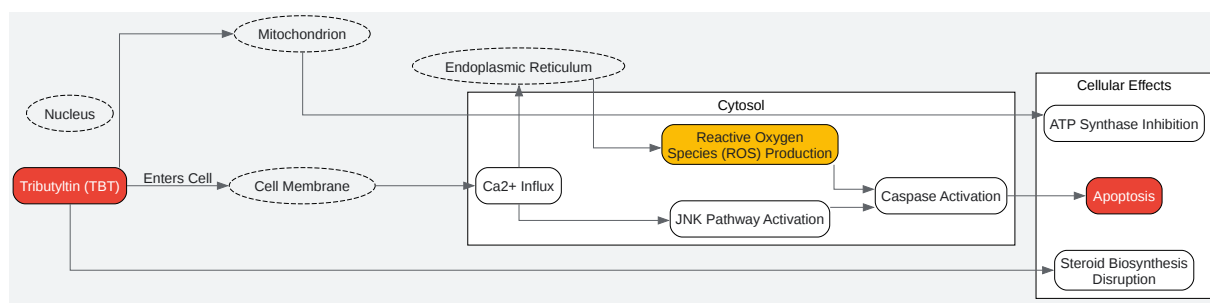 Mitochondrion
Endoplasmic Reticulum
Cellular Effects
Cytosol
Nucleus
ATP Synthase Inhibition
Reactive Oxygen
Species (ROS) Production
Tributyltin (TBT)
Enters Cell
Cell Membrane
Ca2+ Influx
Caspase Activation
Apoptosis
JNK Pathway Activation
Steroid Biosynthesis
Disruption